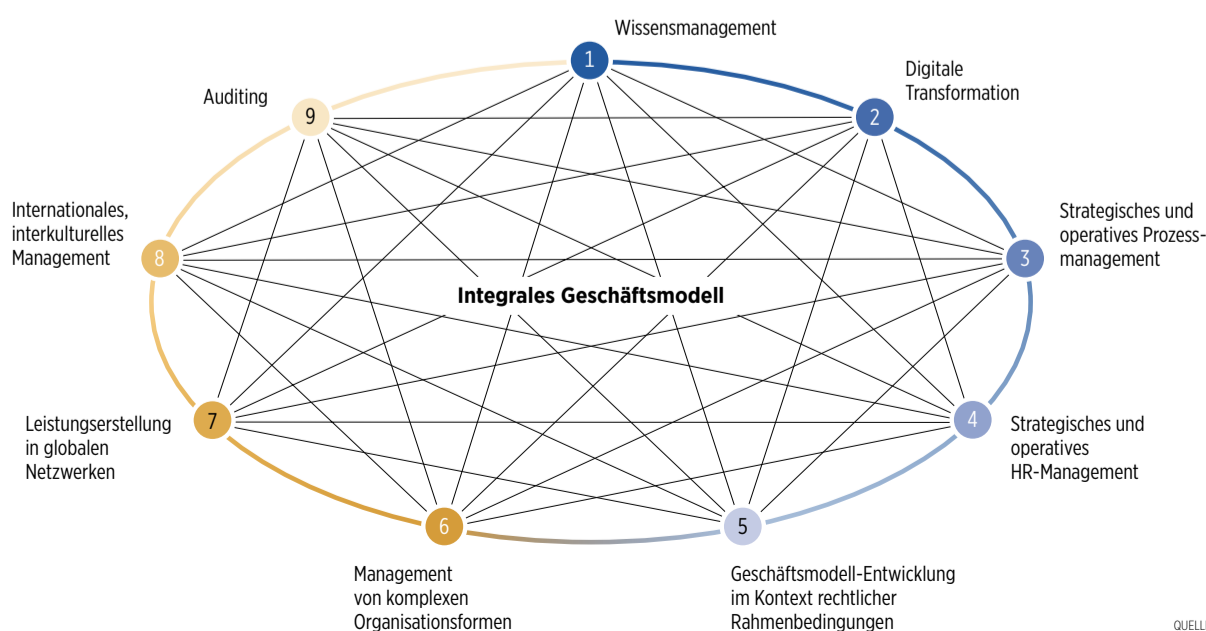 Wissensmanagement
1
Digitale
Transformation
2
Auditing
9
Strategisches und
operatives Prozess-
management
3
Internationales,
interkulturelles
Management
8
Integrales Geschäftsmodell
Strategisches und
operatives
HR-Management
4
Leistungserstellung
in globalen
Netzwerken
7
6
5
Management
von komplexen
Organisationsformen
Geschäftsmodell-Entwicklung
im Kontext rechtlicher
Rahmenbedingungen